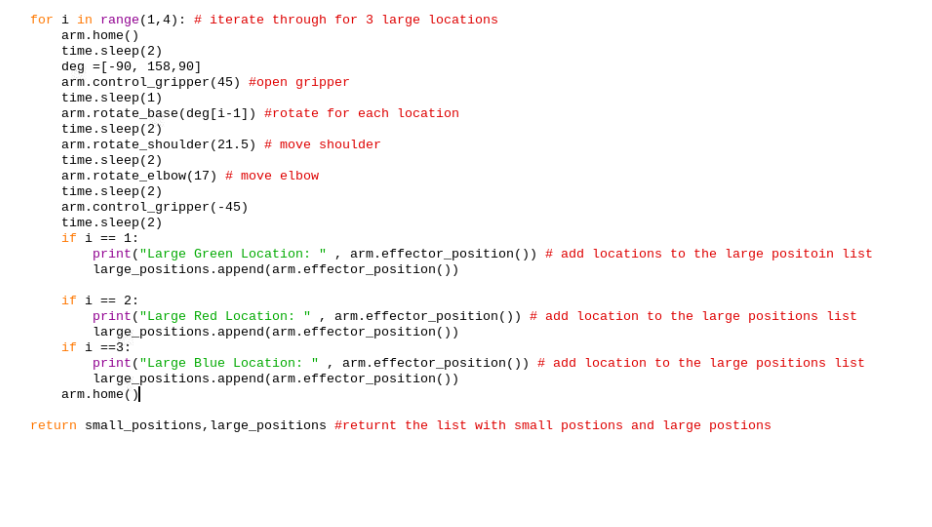 for i in range(1,4): # iterate through for 3 large locations
    arm.home()
    time.sleep(2)
    deg =[-90, 158,90]
    arm.control_gripper(45) #open gripper
    time.sleep(1)
    arm.rotate_base(deg[i-1]) #rotate for each location
    time.sleep(2)
    arm.rotate_shoulder(21.5) # move shoulder
    time.sleep(2)
    arm.rotate_elbow(17) # move elbow
    time.sleep(2)
    arm.control_gripper(-45)
    time.sleep(2)
    if i == 1:
        print("Large Green Location: " , arm.effector_position()) # add locations to the large positoin list
        large_positions.append(arm.effector_position())

    if i == 2:
        print("Large Red Location: " , arm.effector_position()) # add location to the large positions list
        large_positions.append(arm.effector_position())
    if i ==3:
        print("Large Blue Location: " , arm.effector_position()) # add location to the large positions list
        large_positions.append(arm.effector_position())
    arm.home()

return small_positions,large_positions #returnt the list with small postions and large postions